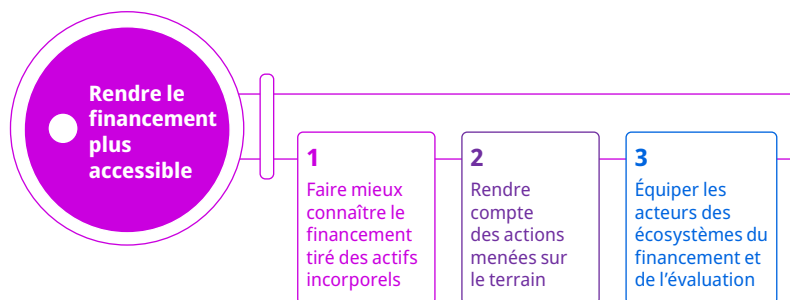 Rendre le
financement
plus
accessible
1
Faire mieux
connaître le
financement
tiré des actifs
incorporels
2
Rendre
compte
des actions
menées sur
le terrain
3
Équiper les
acteurs des
écosystèmes du
financement et
de l’évaluation